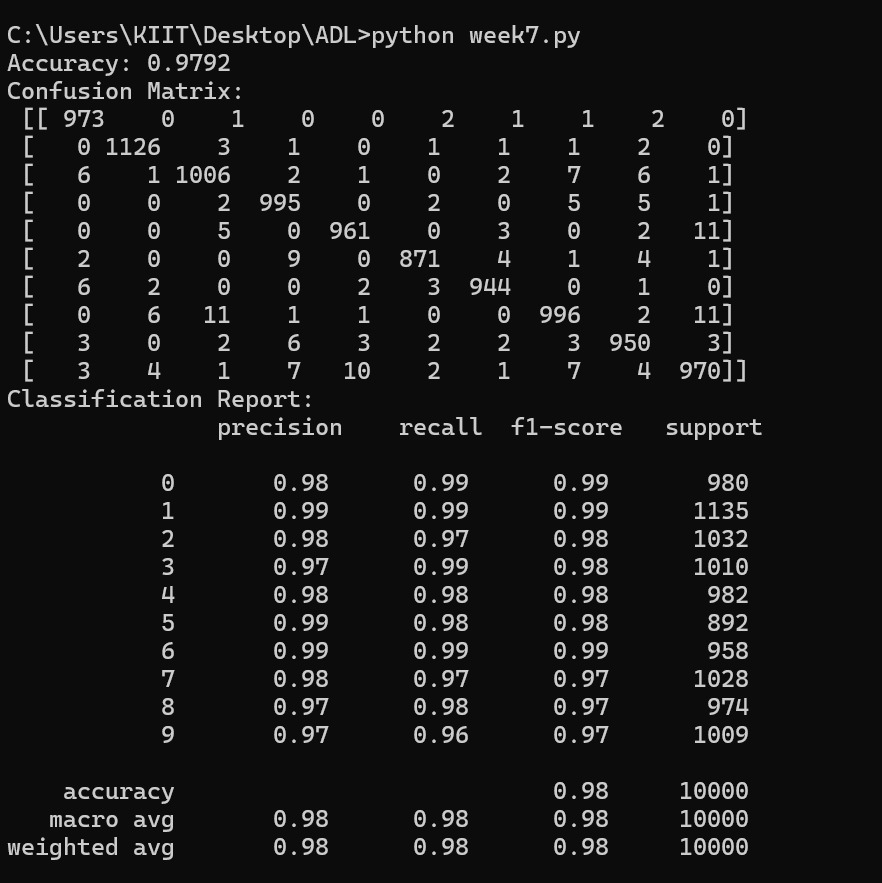 C:\Users\KIIT\Desktop\ADL>python week7.py
Accuracy: 0.9792
Confusion Matrix:
 [[ 973    0    1    0    0    2    1    1    2    0]
 [   0 1126    3    1    0    1    1    1    2    0]
 [   6    1 1006    2    1    0    2    7    6    1]
 [   0    0    2  995    0    2    0    5    5    1]
 [   0    0    5    0  961    0    3    0    2   11]
 [   2    0    0    9    0  871    4    1    4    1]
 [   6    2    0    0    2    3  944    0    1    0]
 [   0    6   11    1    1    0    0  996    2   11]
 [   3    0    2    6    3    2    2    3  950    3]
 [   3    4    1    7   10    2    1    7    4  970]]
Classification Report:
               precision    recall  f1-score   support

           0       0.98      0.99      0.99       980
           1       0.99      0.99      0.99      1135
           2       0.98      0.97      0.98      1032
           3       0.97      0.99      0.98      1010
           4       0.98      0.98      0.98       982
           5       0.99      0.98      0.98       892
           6       0.99      0.99      0.99       958
           7       0.98      0.97      0.97      1028
           8       0.97      0.98      0.97       974
           9       0.97      0.96      0.97      1009

    accuracy                           0.98     10000
   macro avg       0.98      0.98      0.98     10000
weighted avg       0.98      0.98      0.98     10000